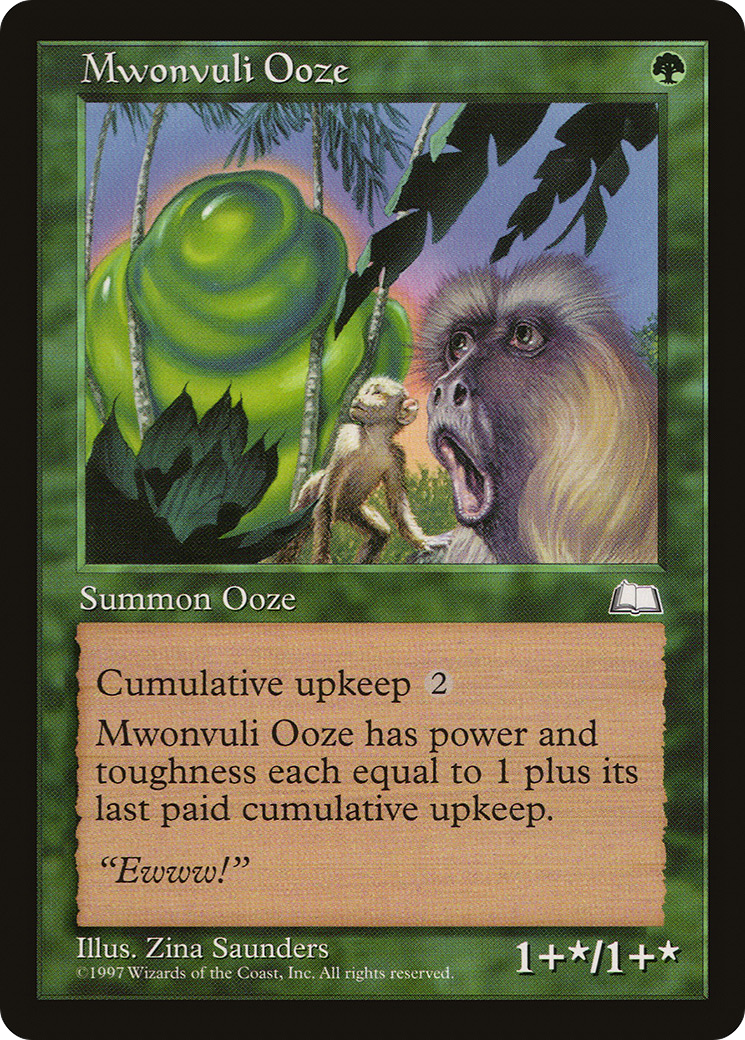 Mwonvuli Ooze
Summon Ooze
Cumulative upkeep 2
Mwonvuli Ooze has power and
toughness each equal to 1 plus its
last paid cumulative upkeep.
“Ewww!”
Illus. Zina Saunders
©1997 Wizards of the Coast, Inc. All rights reserved.
1+★/1+★